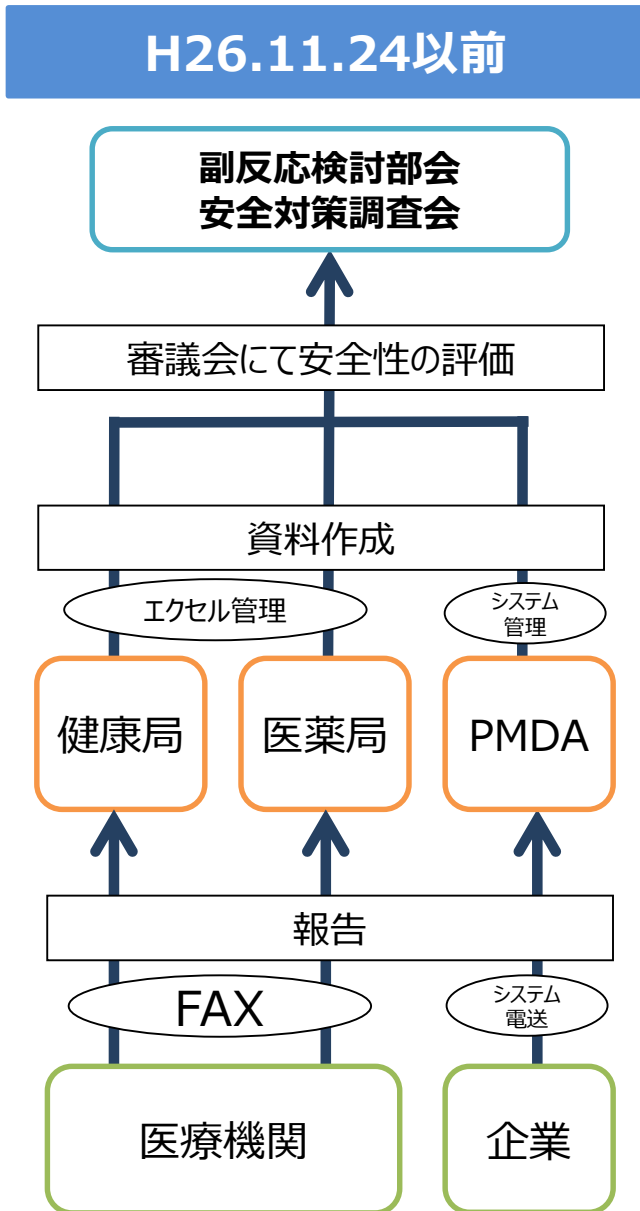 H26.11.24以前
副反応検討部会
安全対策調査会
審議会にて安全性の評価
資料作成
エクセル管理
システム
管理
健康局
医薬局
PMDA
報告
FAX
システム
電送
医療機関
企業